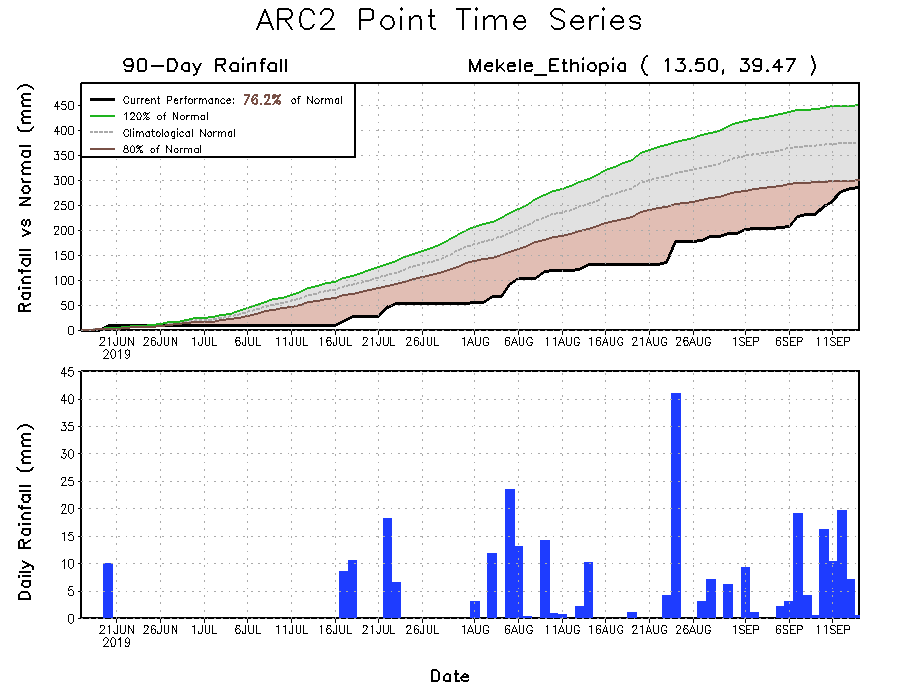 ARC2 Point Time Series
90-Day Rainfall
Mekele_Ethiopia ( 13.50, 39.47 )
Rainfall vs Normal (mm)
Current Performance: 76.2% of Normal
120% of Normal
Climatological Normal
80% of Normal
450
400
350
300
250
200
150
100
50
0
21JUN 26JUN 1JUL 6JUL 11JUL 16JUL 21JUL 26JUL 1AUG 6AUG 11AUG 16AUG 21AUG 26AUG 1SEP 6SEP 11SEP
2019
Daily Rainfall (mm)
45
40
35
30
25
20
15
10
5
0
21JUN 26JUN 1JUL 6JUL 11JUL 16JUL 21JUL 26JUL 1AUG 6AUG 11AUG 16AUG 21AUG 26AUG 1SEP 6SEP 11SEP
2019
Date